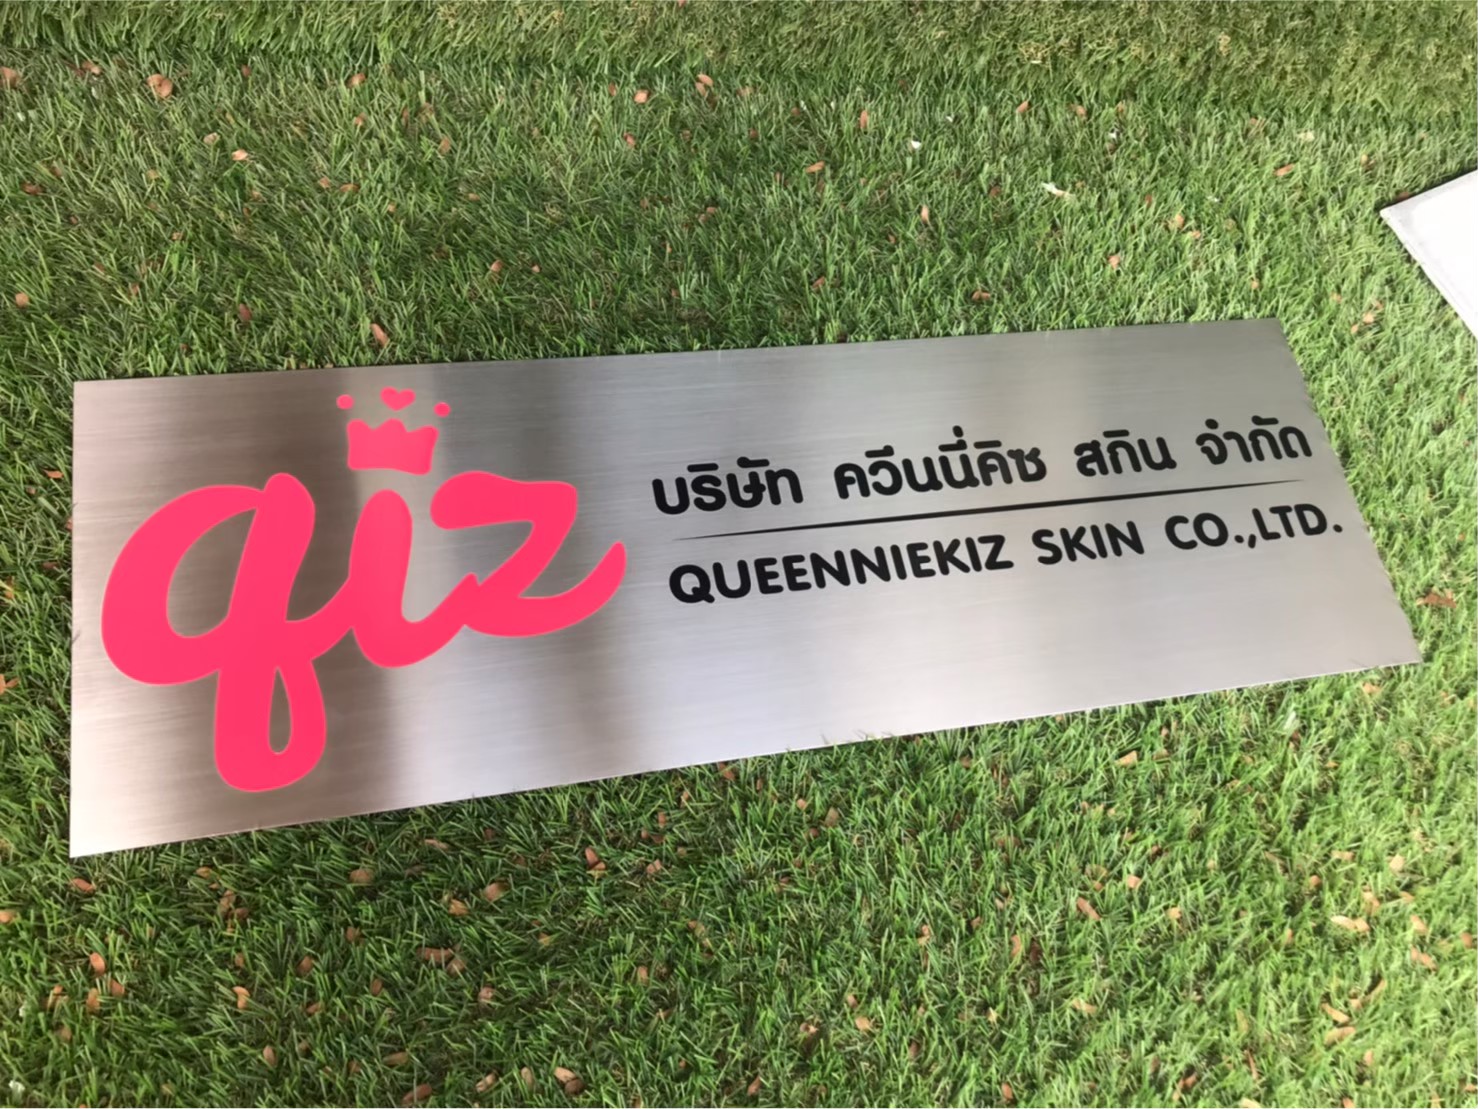 qiz
บริษัท ควีนนี่คิซ สกิน จำกัด
QUEENNIEKIZ SKIN CO.,LTD.